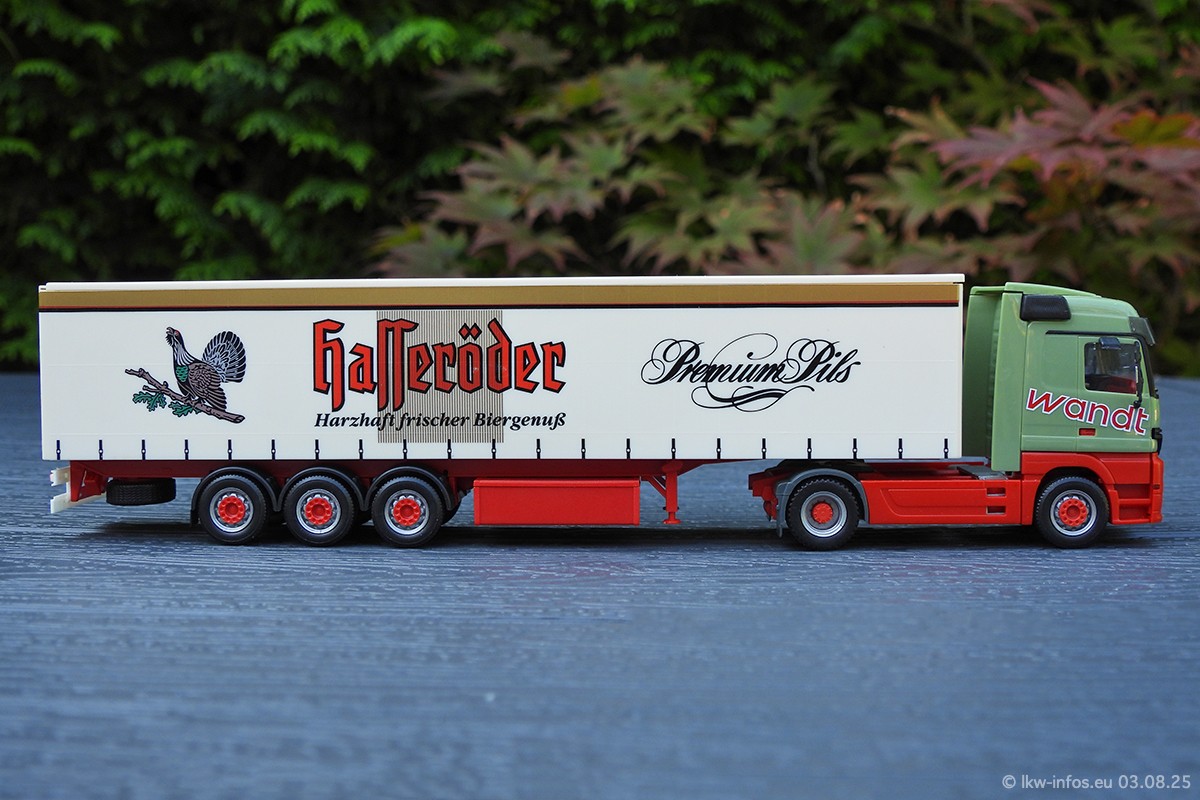 Hasseröder
Harzhaft frischer Biergenuß
Premium Pils
wandt
© lkw-infos.eu 03.08.25